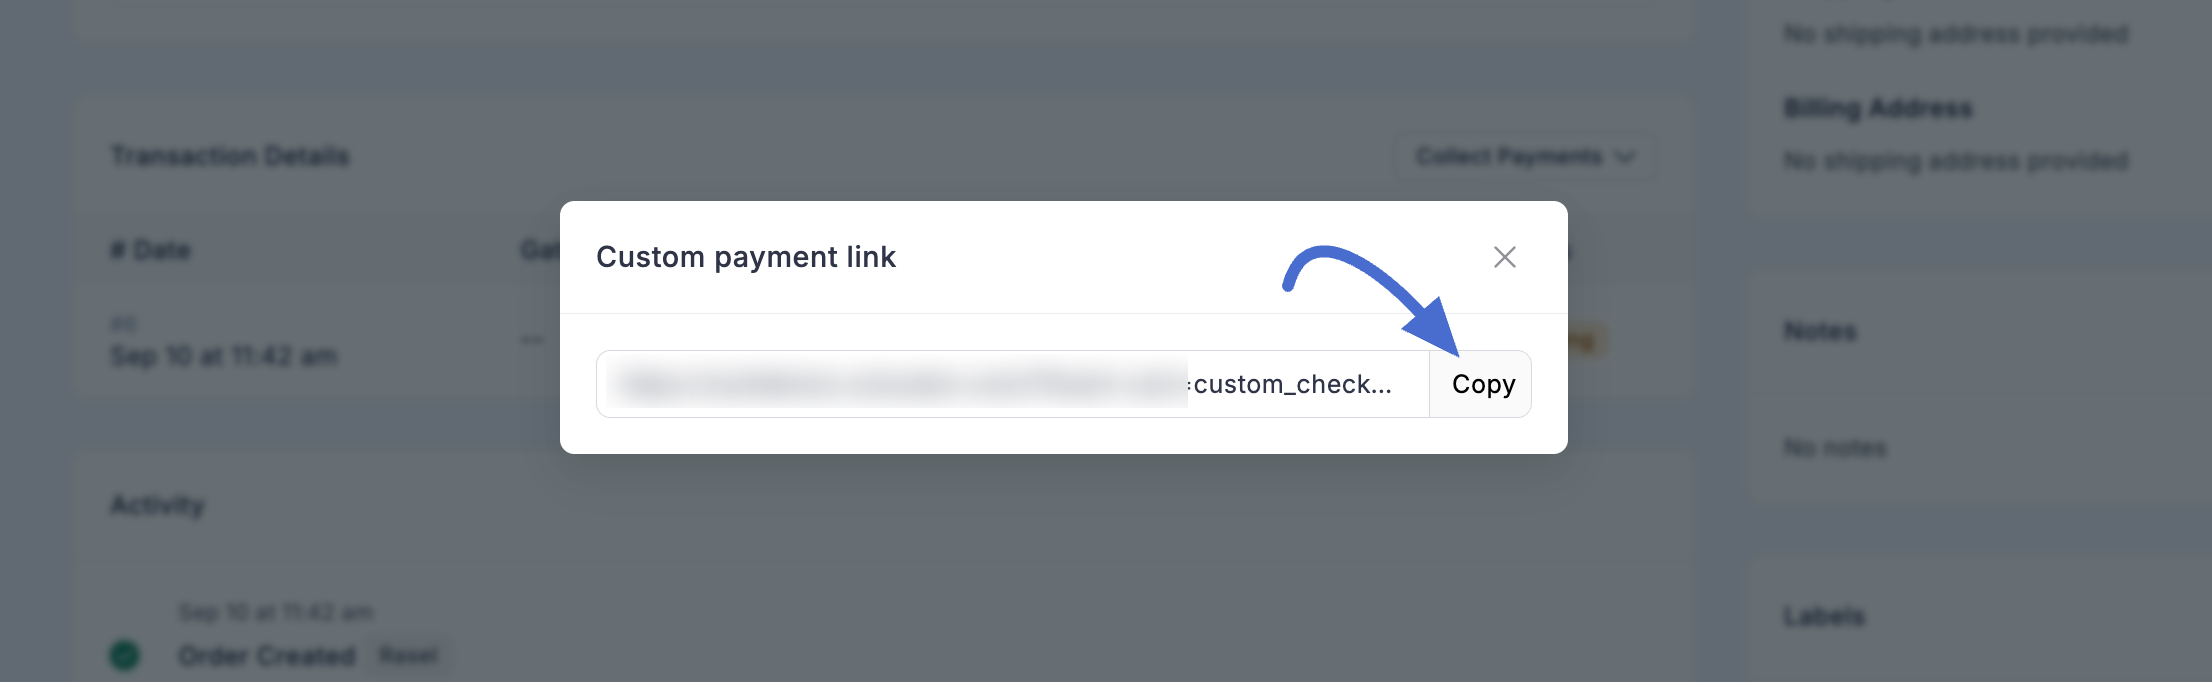 No shipping address provided
Billing Address
No shipping address provided
Transaction Details
Collect Payments
# Date
Sep 10 at 11:42 am
--
Custom payment link
=custom_check...
Copy
Notes
No notes
Activity
Sep 10 at 11:42 am
Order Created
Rasel
Labels